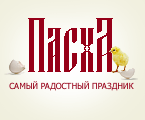 ПАСХА
САМЫЙ РАДОСТНЫЙ ПРАЗДНИК